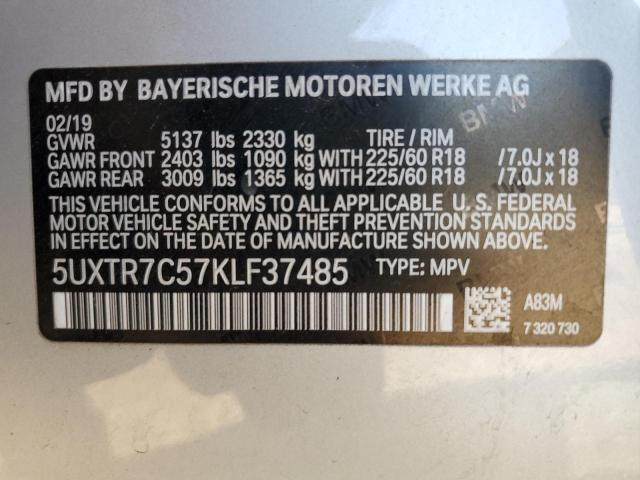 MFD BY BAYERISCHE MOTOREN WERKE AG
02/19
GVWR 5137 lbs 2330 kg TIRE / RIM
GAWR FRONT 2403 lbs 1090 kg WITH 225/60 R18 /7.0J x 18
GAWR REAR 3009 lbs 1365 kg WITH 225/60 R18 /7.0J x 18
THIS VEHICLE CONFORMS TO ALL APPLICABLE U. S. FEDERAL
MOTOR VEHICLE SAFETY AND THEFT PREVENTION STANDARDS
IN EFFECT ON THE DATE OF MANUFACTURE SHOWN ABOVE.
5UXTR7C57KLF37485 TYPE: MPV
A83M
7 320 730
BMW